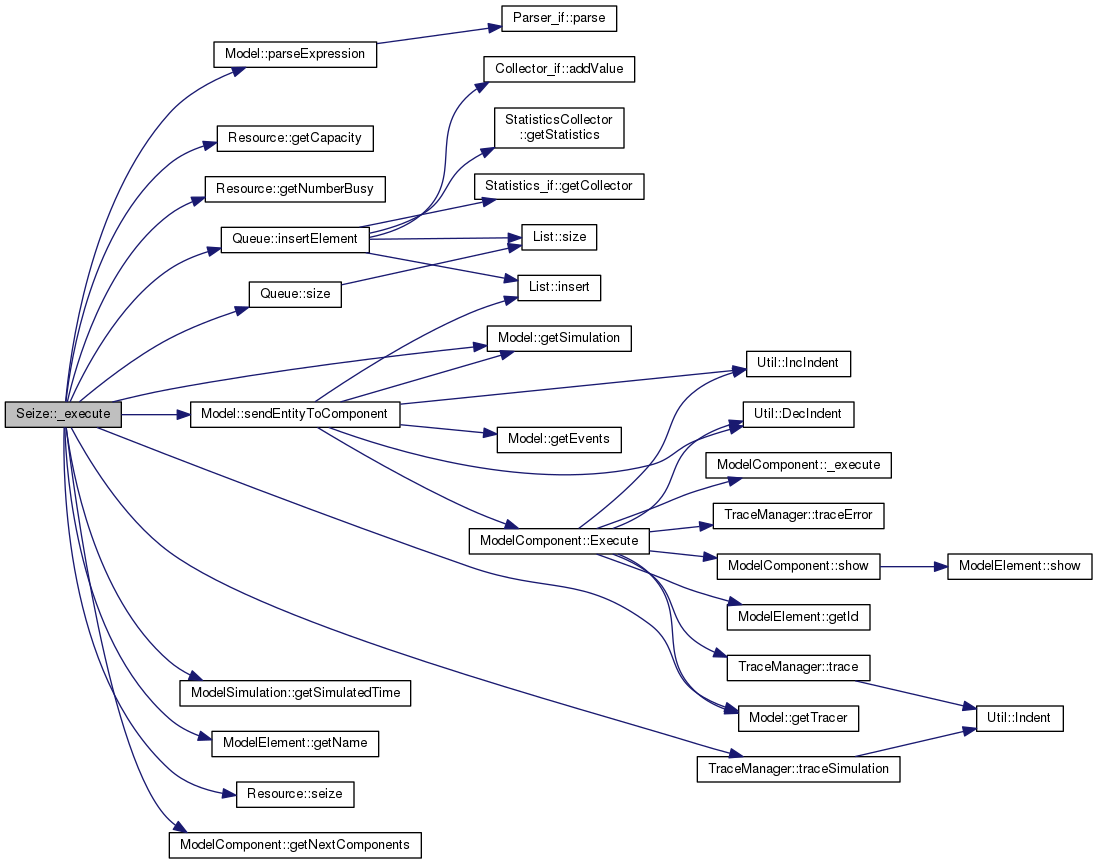 Parser_if::parse
Model::parseExpression
Collector_if::addValue
StatisticsCollector
::getStatistics
Resource::getCapacity
Statistics_if::getCollector
Resource::getNumberBusy
Queue::insertElement
List::size
Queue::size
List::insert
Model::getSimulation
Util::IncIndent
Seize::_execute
Model::sendEntityToComponent
Util::DecIndent
Model::getEvents
ModelComponent::_execute
TraceManager::traceError
ModelComponent::Execute
ModelComponent::show
ModelElement::show
ModelElement::getId
TraceManager::trace
ModelSimulation::getSimulatedTime
Model::getTracer
Util::Indent
ModelElement::getName
TraceManager::traceSimulation
Resource::seize
ModelComponent::getNextComponents